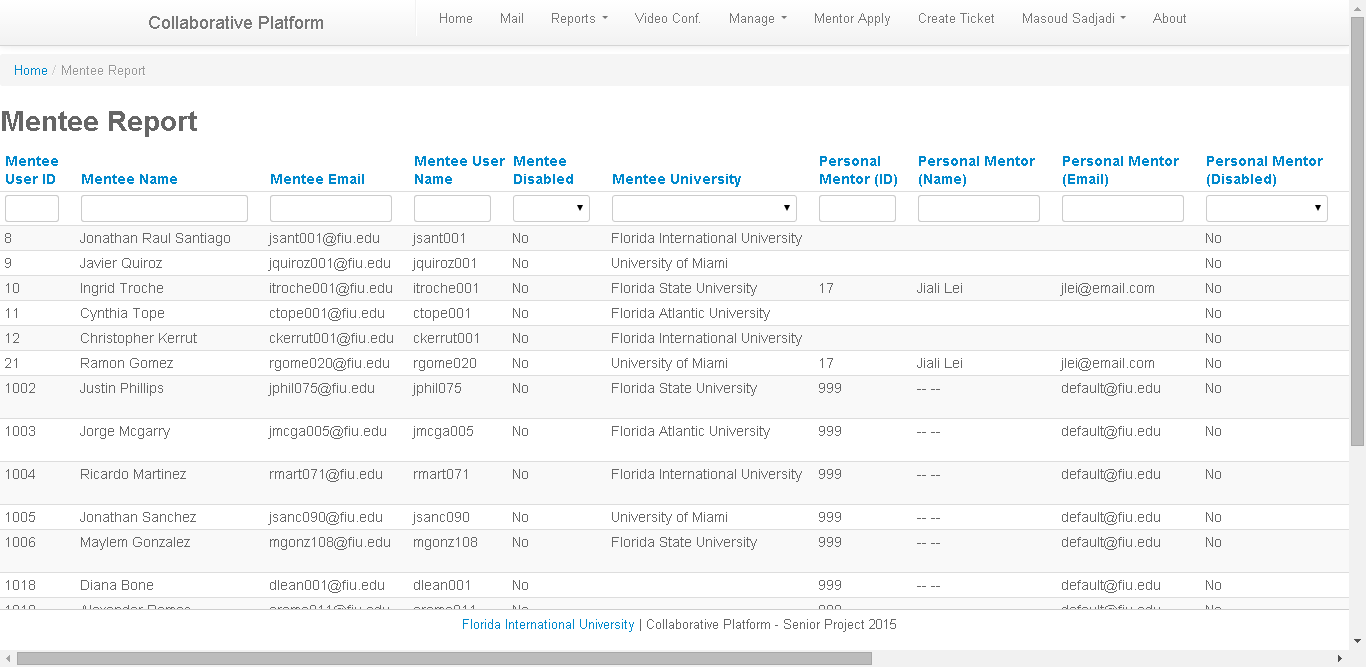 Collaborative Platform Home Mail Reports Video Conf. Manage Mentor Apply Create Ticket Masoud Sadjadi About
Home / Mentee Report
Mentee Report
Mentee User ID Mentee Name Mentee Email Mentee User Name Mentee Disabled Mentee University Personal Mentor (ID) Personal Mentor (Name) Personal Mentor (Email) Personal Mentor (Disabled)
8 Jonathan Raul Santiago jsant001@fiu.edu jsant001 No Florida International University No
9 Javier Quiroz jquiroz001@fiu.edu jquiroz001 No University of Miami No
10 Ingrid Troche itroche001@fiu.edu itroche001 No Florida State University 17 Jiali Lei jlei@email.com No
11 Cynthia Tope ctope001@fiu.edu ctope001 No Florida Atlantic University No
12 Christopher Kerrut ckerrut001@fiu.edu ckerrut001 No Florida International University No
21 Ramon Gomez rgome020@fiu.edu rgome020 No University of Miami 17 Jiali Lei jlei@email.com No
1002 Justin Phillips jphil075@fiu.edu jphil075 No Florida State University 999 -- -- default@fiu.edu No
1003 Jorge Mcgarry jmcga005@fiu.edu jmcga005 No Florida Atlantic University 999 -- -- default@fiu.edu No
1004 Ricardo Martinez rmart071@fiu.edu rmart071 No Florida International University 999 -- -- default@fiu.edu No
1005 Jonathan Sanchez jsanc090@fiu.edu jsanc090 No University of Miami 999 -- -- default@fiu.edu No
1006 Maylem Gonzalez mgonz108@fiu.edu mgonz108 No Florida State University 999 -- -- default@fiu.edu No
1018 Diana Bone dlean001@fiu.edu dlean001 No 999 -- -- default@fiu.edu No
Florida International University | Collaborative Platform - Senior Project 2015